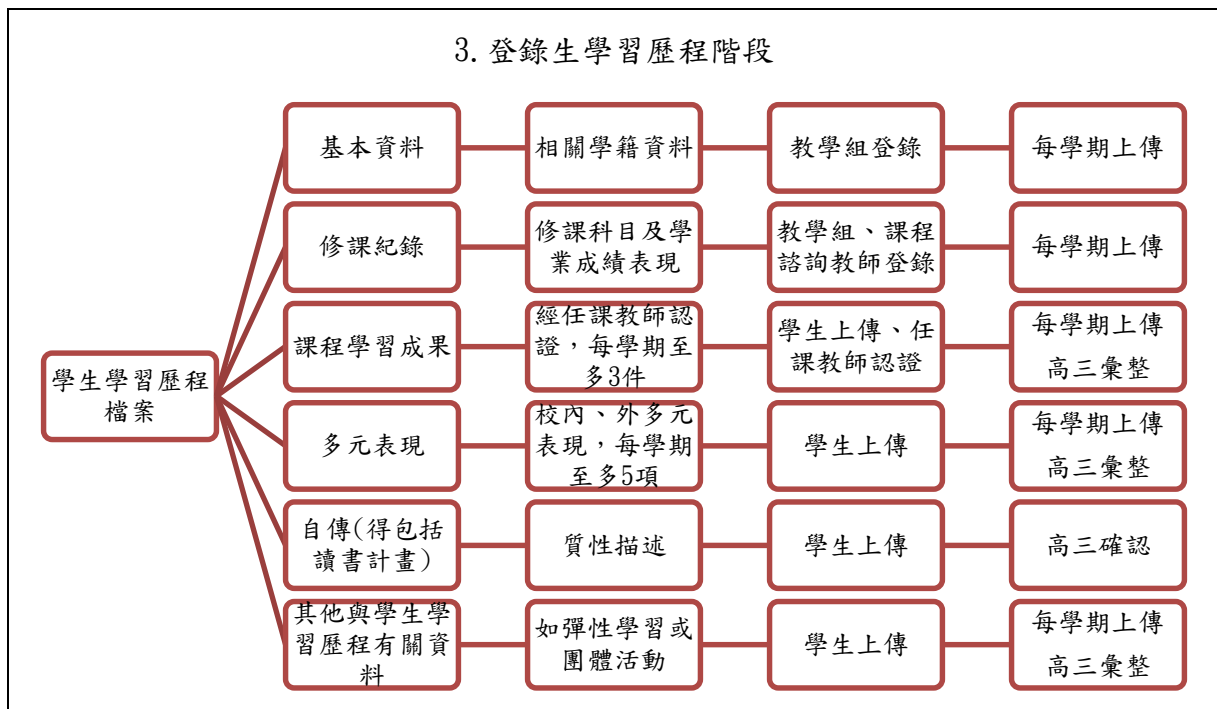 3.登錄生學習歷程階段
學生學習歷程
檔案
基本資料
相關學籍資料
教學組登錄
每學期上傳
修課紀錄
修課科目及學
業成績表現
教學組、課程
諮詢教師登錄
每學期上傳
課程學習成果
經任課教師認
證，每學期至
多3件
學生上傳、任
課教師認證
每學期上傳
高三彙整
多元表現
校內、外多元
表現，每學期
至多5項
學生上傳
每學期上傳
高三彙整
自傳(得包括
讀書計畫)
質性描述
學生上傳
高三確認
其他與學生學
習歷程有關資
料
如彈性學習或
團體活動
學生上傳
每學期上傳
高三彙整